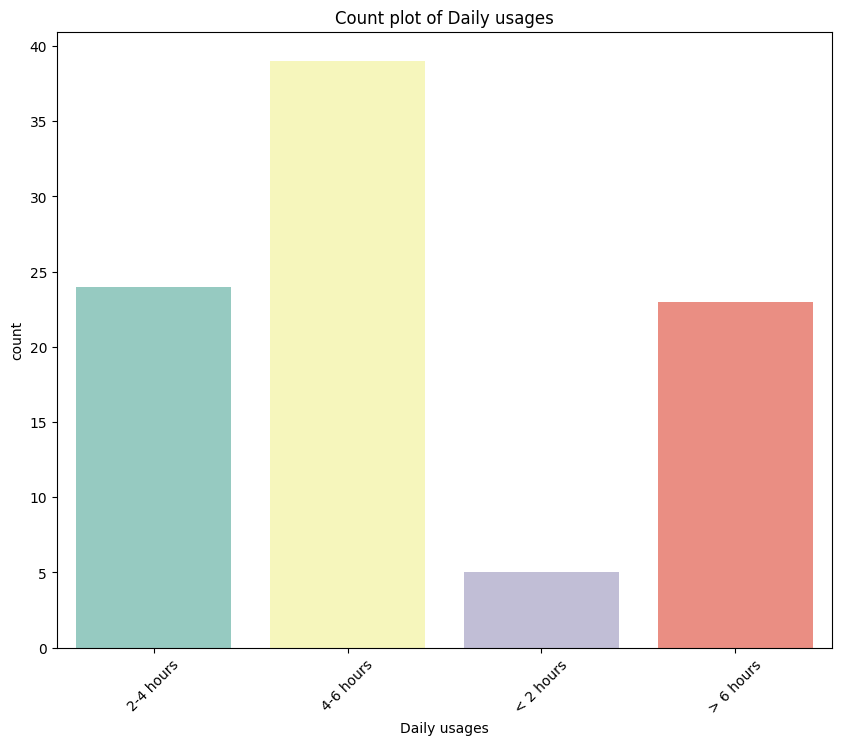 Count plot of Daily usages
40
35
30
25
20
15
10
5
0
count
2-4 hours
4-6 hours
< 2 hours
> 6 hours
Daily usages